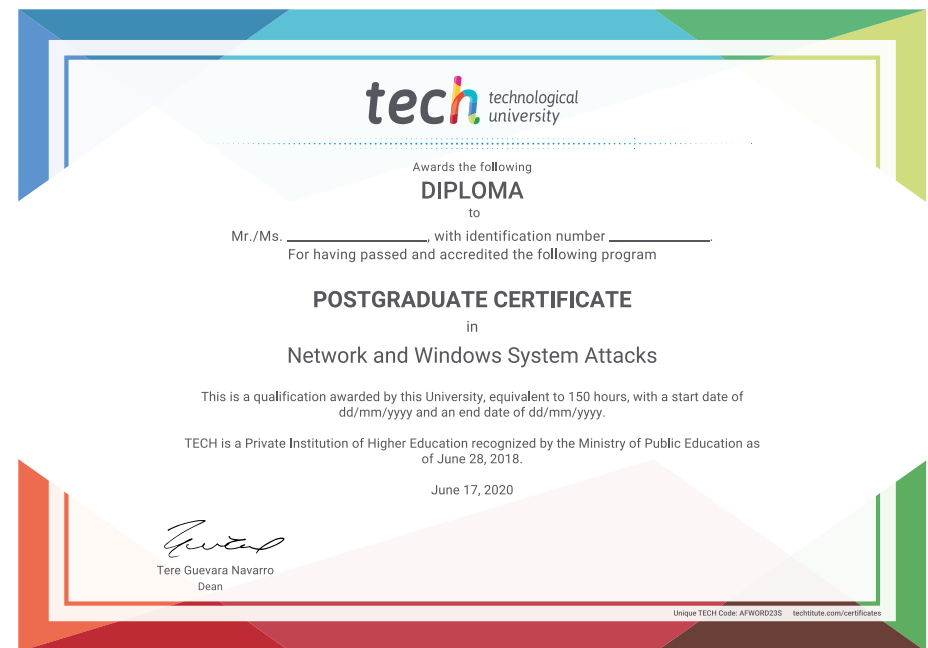 tech technological
university
Awards the following
DIPLOMA
to
Mr./Ms. ____________________, with identification number ______________.
For having passed and accredited the following program
POSTGRADUATE CERTIFICATE
in
Network and Windows System Attacks
This is a qualification awarded by this University, equivalent to 150 hours, with a start date of
dd/mm/yyyy and an end date of dd/mm/yyyy.
TECH is a Private Institution of Higher Education recognized by the Ministry of Public Education as
of June 28, 2018.
June 17, 2020
Tere Guevara Navarro
Dean
Unique TECH Code: AFWORD23S techtitute.com/certificates